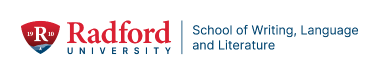 19 R 10
Radford
UNIVERSITY
School of Writing, Language
and Literature